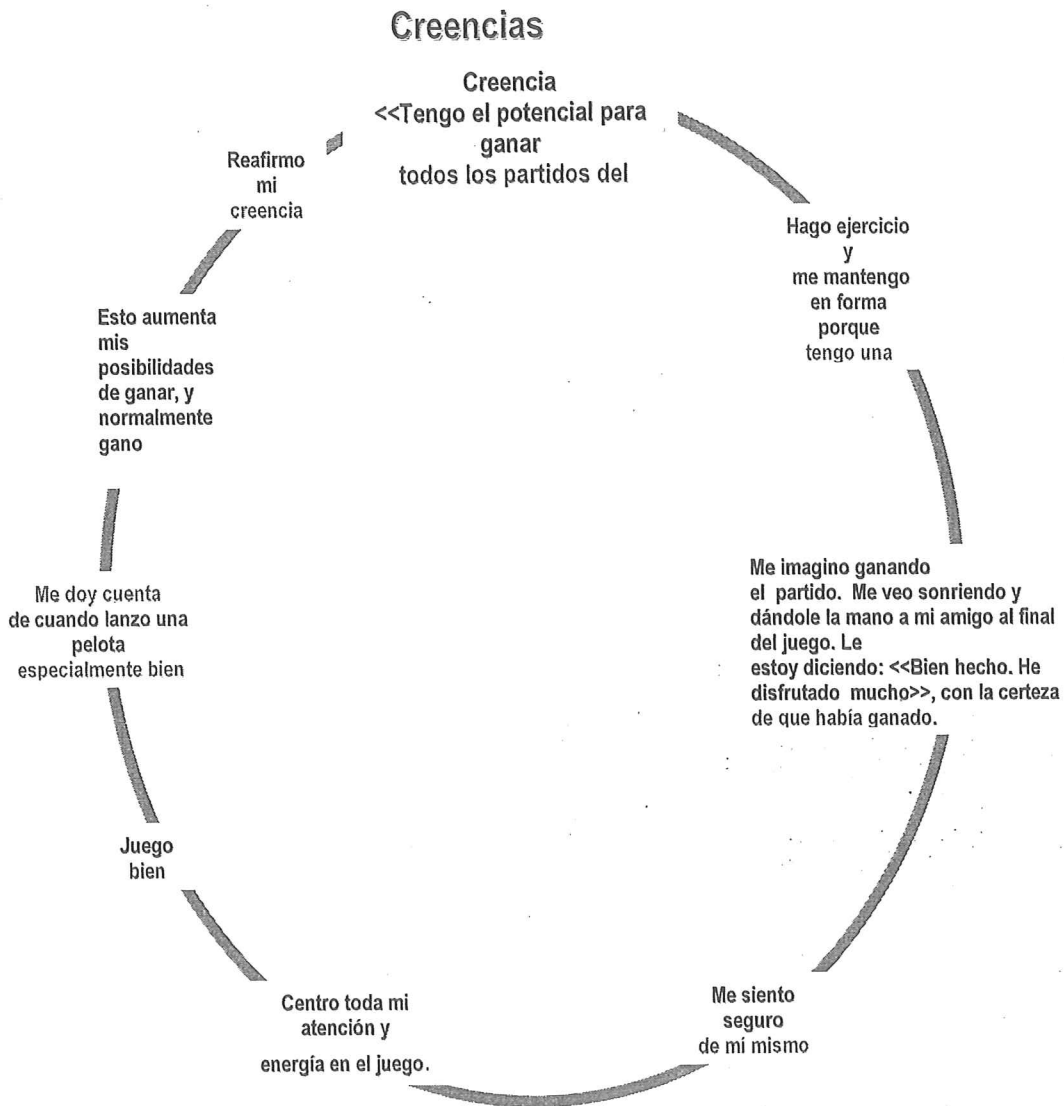 Creencias
Creencia
<<Tengo el potencial para
ganar
todos los partidos del
Hago ejercicio
y
me mantengo
en forma
porque
tengo una
Me imagino ganando
el partido. Me veo sonriendo y
dándole la mano a mi amigo al final
del juego. Le
estoy diciendo: <<Bien hecho. He
disfrutado mucho>>, con la certeza
de que había ganado.
Me siento
seguro
de mí mismo
Centro toda mi
atención y
energía en el juego.
Juego
bien
Me doy cuenta
de cuando lanzo una
pelota
especialmente bien
Esto aumenta
mis
posibilidades
de ganar, y
normalmente
gano
Reafirmo
mi
creencia